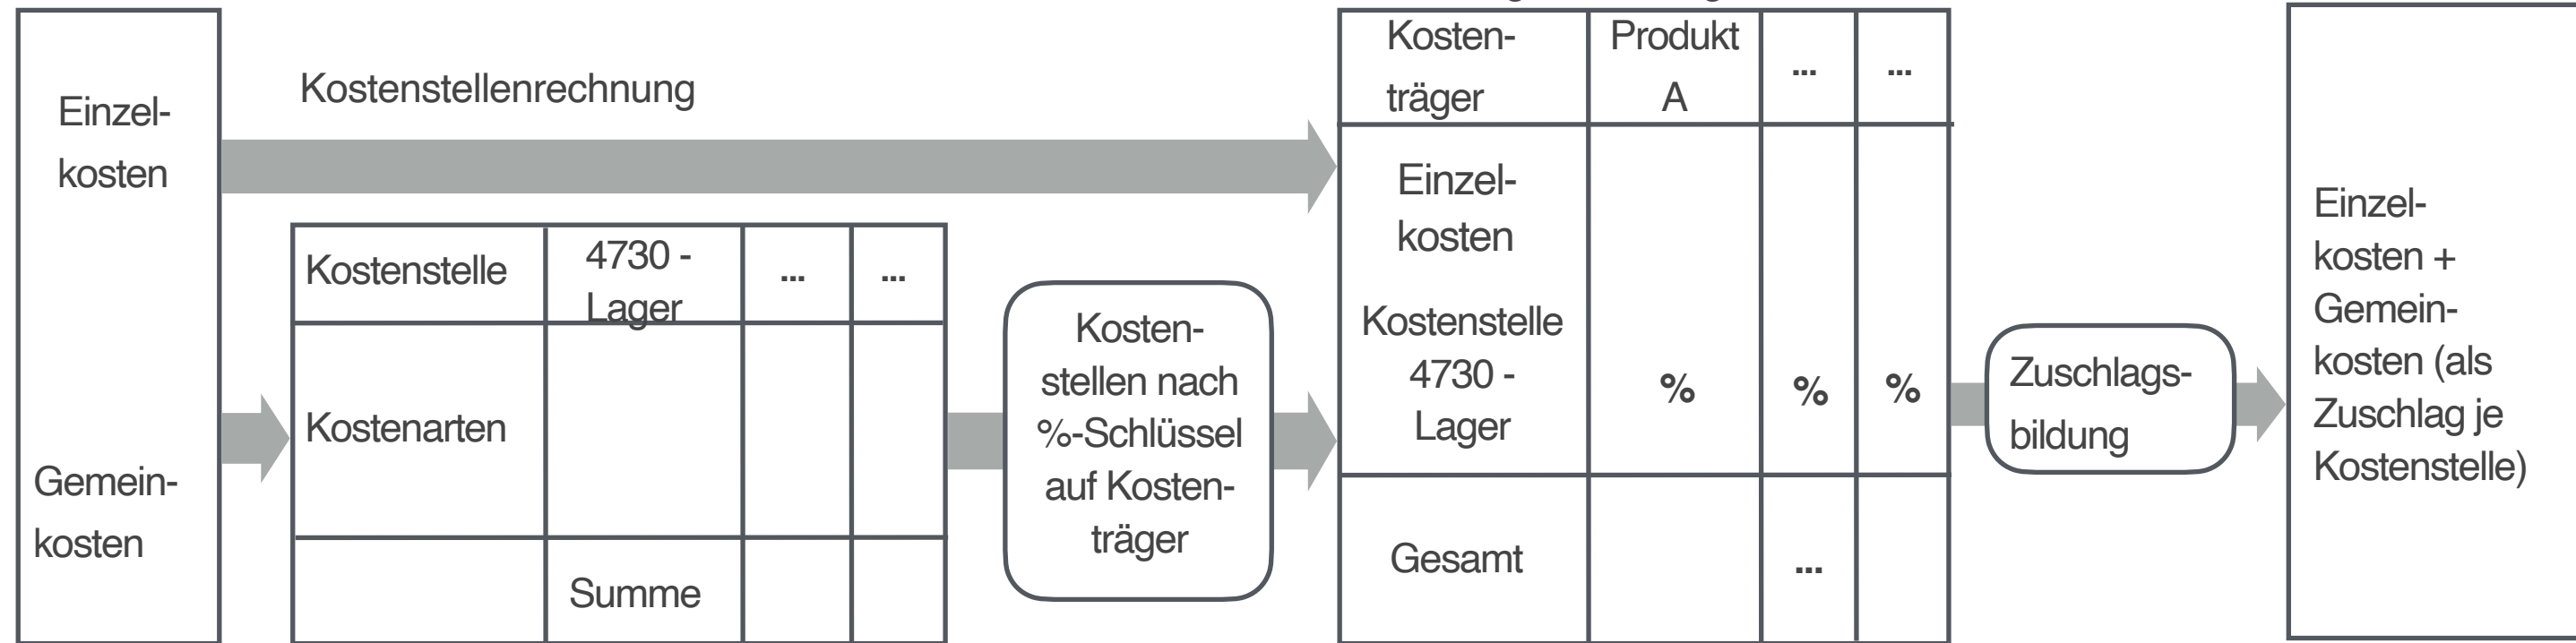 Einzel-
kosten
Gemein-
kosten
Kostenstellenrechnung
Kostenstelle
4730 -
Lager
...
...
Kostenarten
Summe
Kosten-
stellen nach
%-Schlüssel
auf Kosten-
träger
Kosten-
träger
Produkt
A
...
...
Einzel-
kosten
Kostenstelle
4730 -
Lager
%
%
%
Gesamt
...
Zuschlags-
bildung
Einzel-
kosten +
Gemein-
kosten (als
Zuschlag je
Kostenstelle)